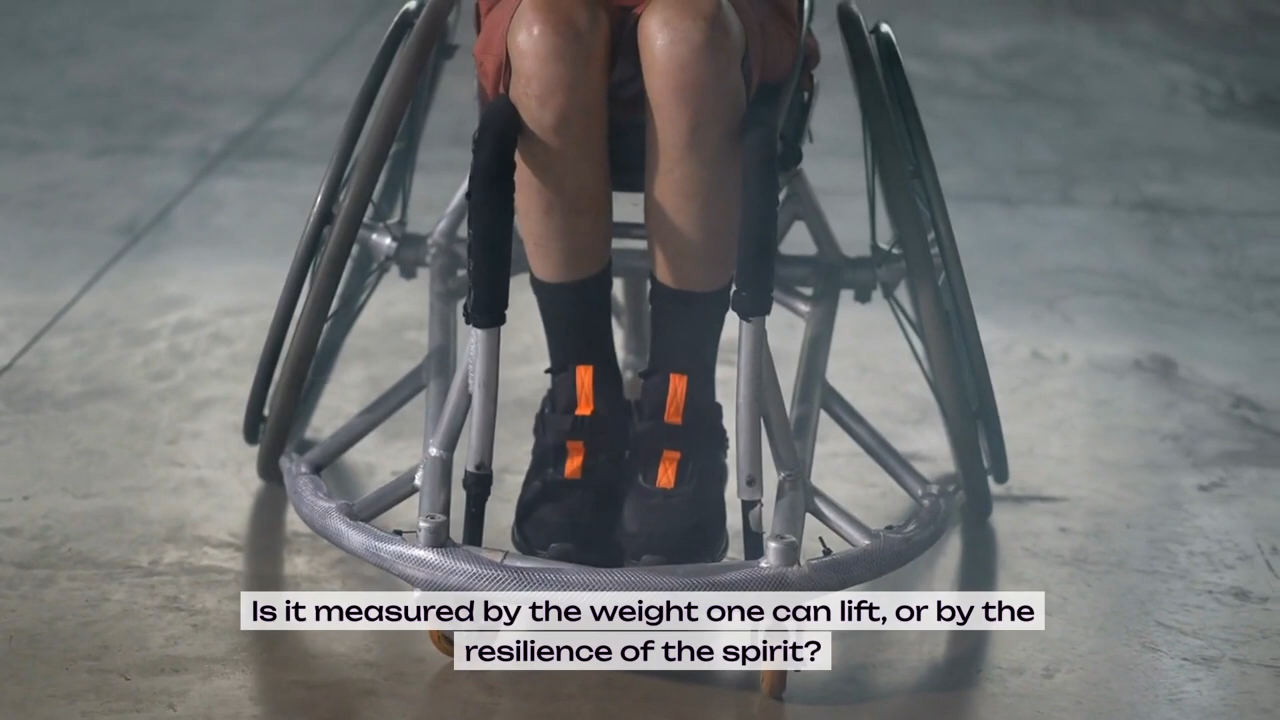 Is it measured by the weight one can lift, or by the
resilience of the spirit?